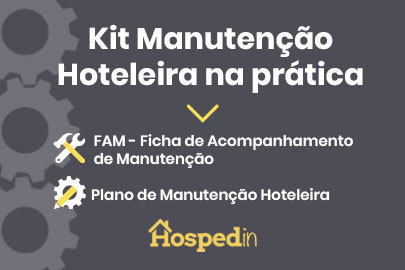 Kit Manutenção
Hoteleira na prática
FAM - Ficha de Acompanhamento
de Manutenção
Plano de Manutenção Hoteleira
Hospedin